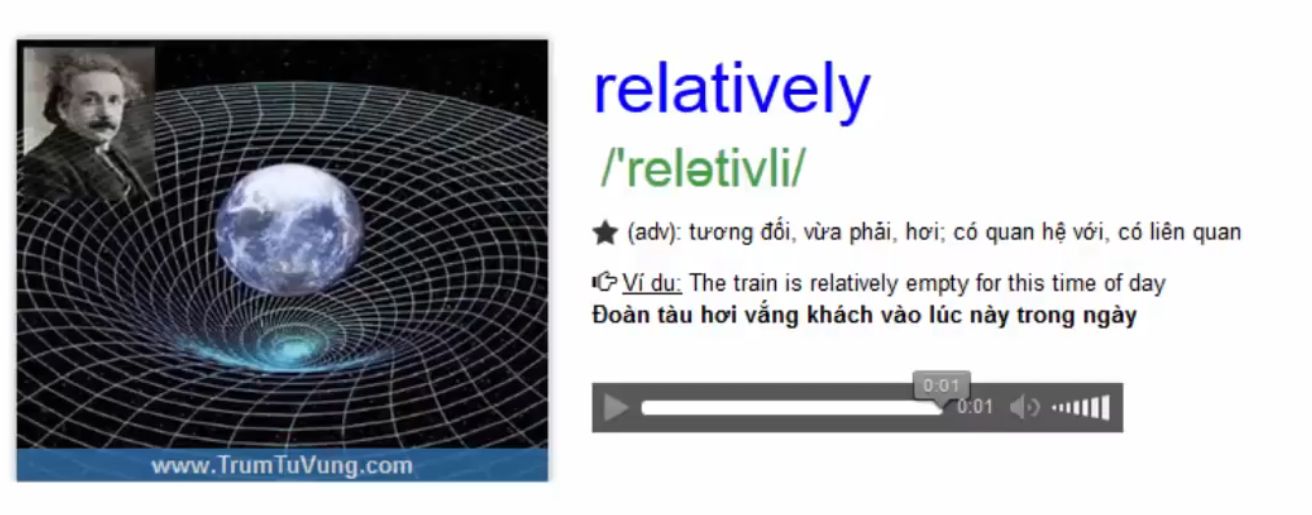 relatively
/'relətivli/
(adv): tương đối, vừa phải, hơi; có quan hệ với, có liên quan
Ví dụ: The train is relatively empty for this time of day
Đoàn tàu hơi vắng khách vào lúc này trong ngày
0:01
0:01
www.TrumTuVung.com